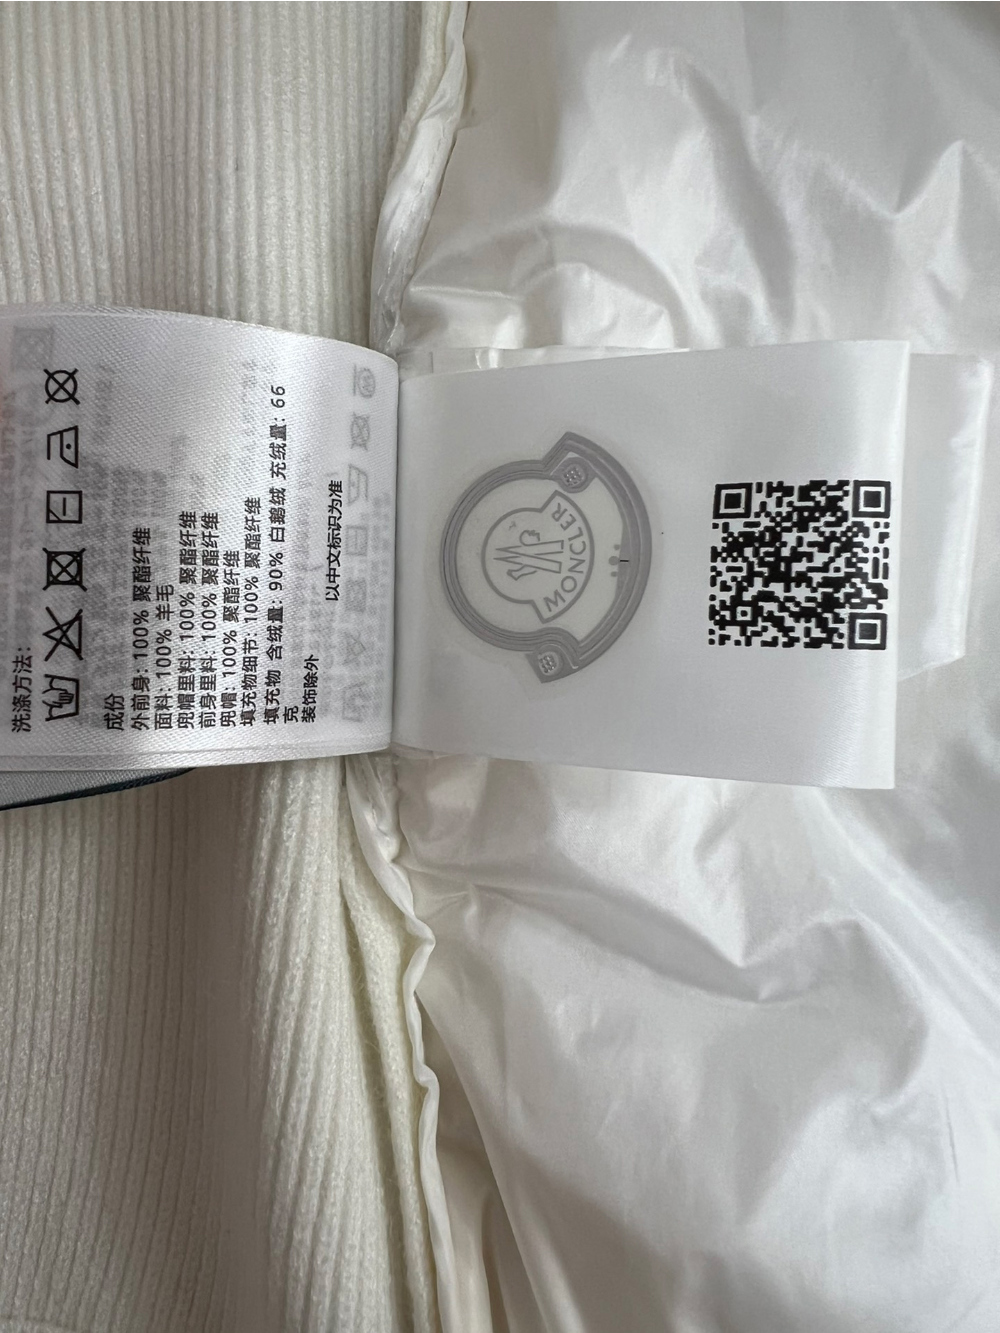 洗涤方法:
成份
外前身: 100% 聚酯纤维
面料: 100% 羊毛
兜帽里料: 100% 聚酯纤维
前身里料: 100% 聚酯纤维
兜帽: 100% 聚酯纤维
填充物细节: 100% 聚酯纤维
填充物 含绒量: 90% 白鹅绒 充绒量: 66
克
装饰除外
以中文标识为准
MONCLER